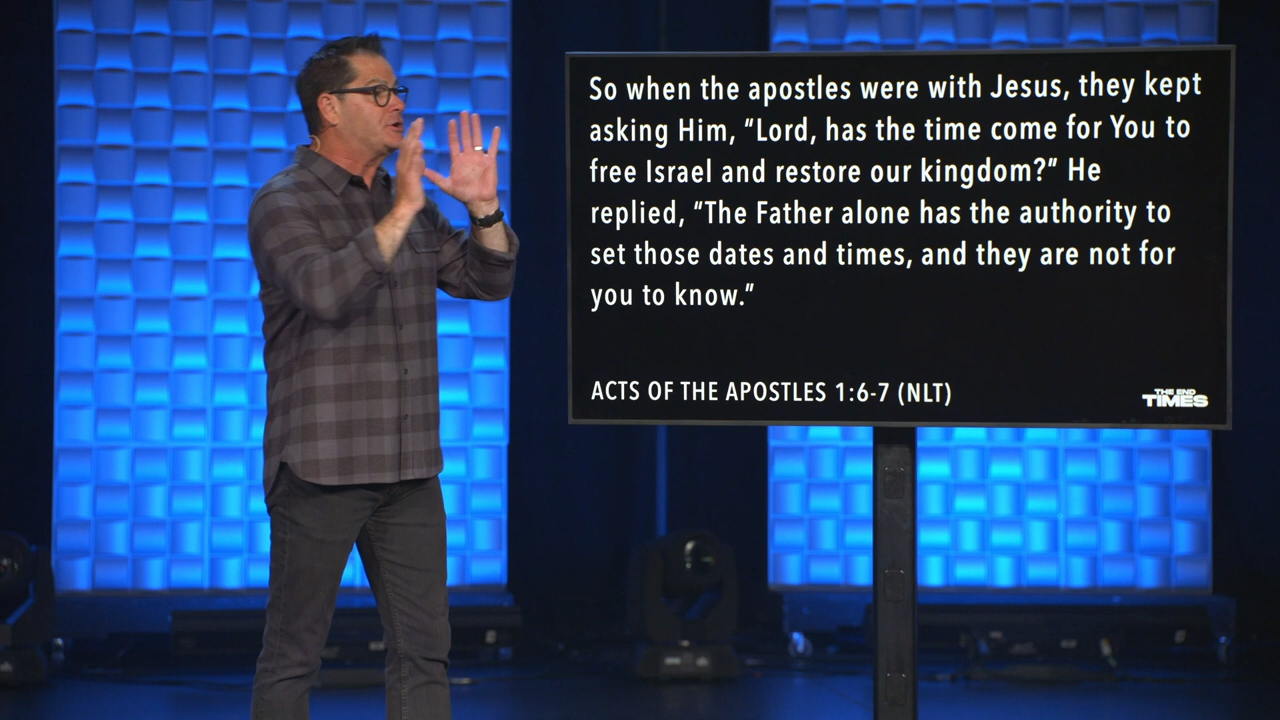 So when the apostles were with Jesus, they kept
asking Him, "Lord, has the time come for You to
free Israel and restore our kingdom?" He
replied, "The Father alone has the authority to
set those dates and times, and they are not for
you to know."
ACTS OF THE APOSTLES 1:6-7 (NLT)
THE END
TIMES